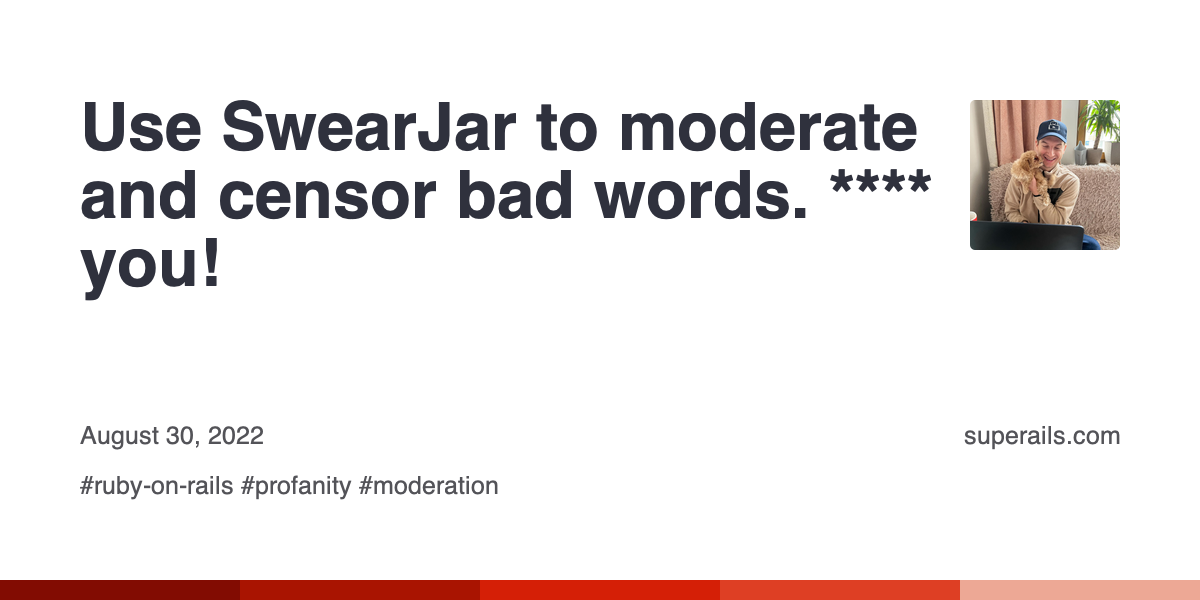 Use SwearJar to moderate
and censor bad words. ****
you!
August 30, 2022
superails.com
#ruby-on-rails #profanity #moderation